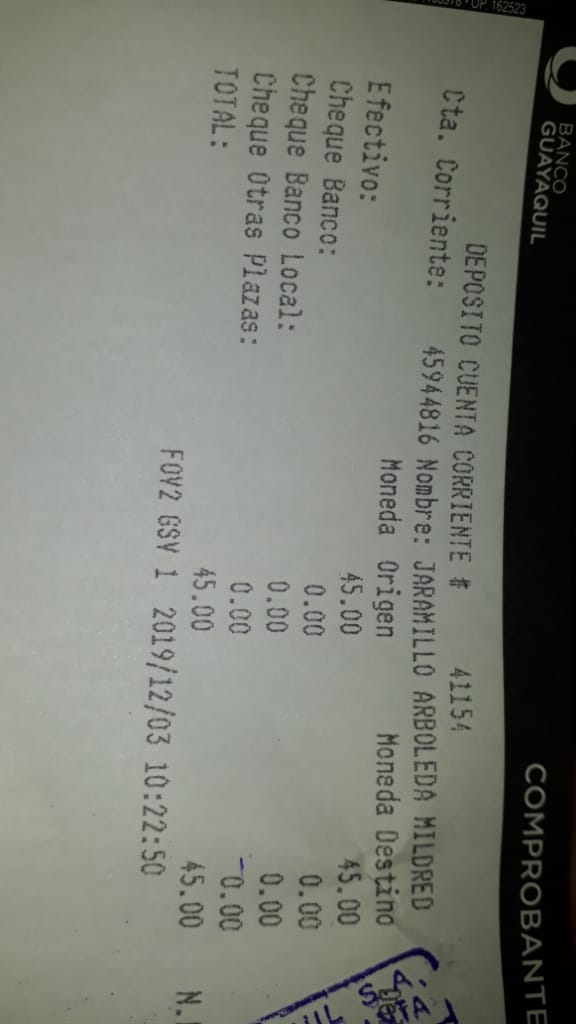 BANCO
GUAYAQUIL
COMPROBANTE
DEPOSITO CUENTA CORRIENTE # 41154
Cta. Corriente: 45944816 Nombre: JARAMILLO ARBOLEDA MILDRED
Moneda Origen Moneda Destino
Efectivo: 45.00 45.00
Cheque Banco: 0.00 0.00
Cheque Banco Local: 0.00 0.00
Cheque Otras Plazas: 0.00 0.00
TOTAL: 45.00 45.00
FOV2 GSV 1 2019/12/03 10:22:50